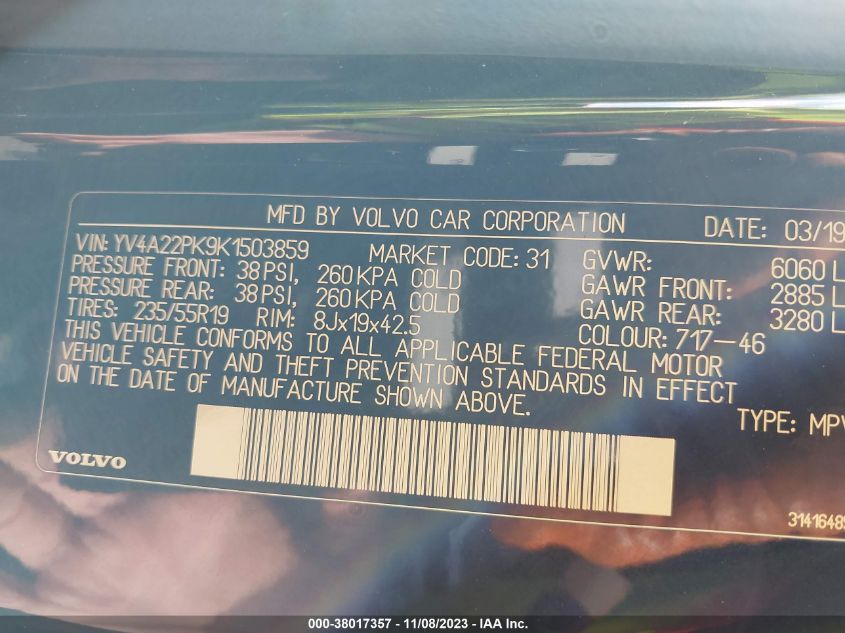 MFD BY VOLVO CAR CORPORATION DATE: 03/19
VIN: YV4A22PK9K1503859 MARKET CODE: 31 GVWR: 6060 L
PRESSURE FRONT: 38 PSI, 260 KPA COLD GAWR FRONT: 2885 L
PRESSURE REAR: 38 PSI, 260 KPA COLD GAWR REAR: 3280 L
TIRES: 235/55R19 RIM: 8Jx19x42.5 COLOUR: 717-46
THIS VEHICLE CONFORMS TO ALL APPLICABLE FEDERAL MOTOR
VEHICLE SAFETY AND THEFT PREVENTION STANDARDS IN EFFECT
ON THE DATE OF MANUFACTURE SHOWN ABOVE.
TYPE: MPV
VOLVO
3141648
000-38017357 - 11/08/2023 - IAA Inc.